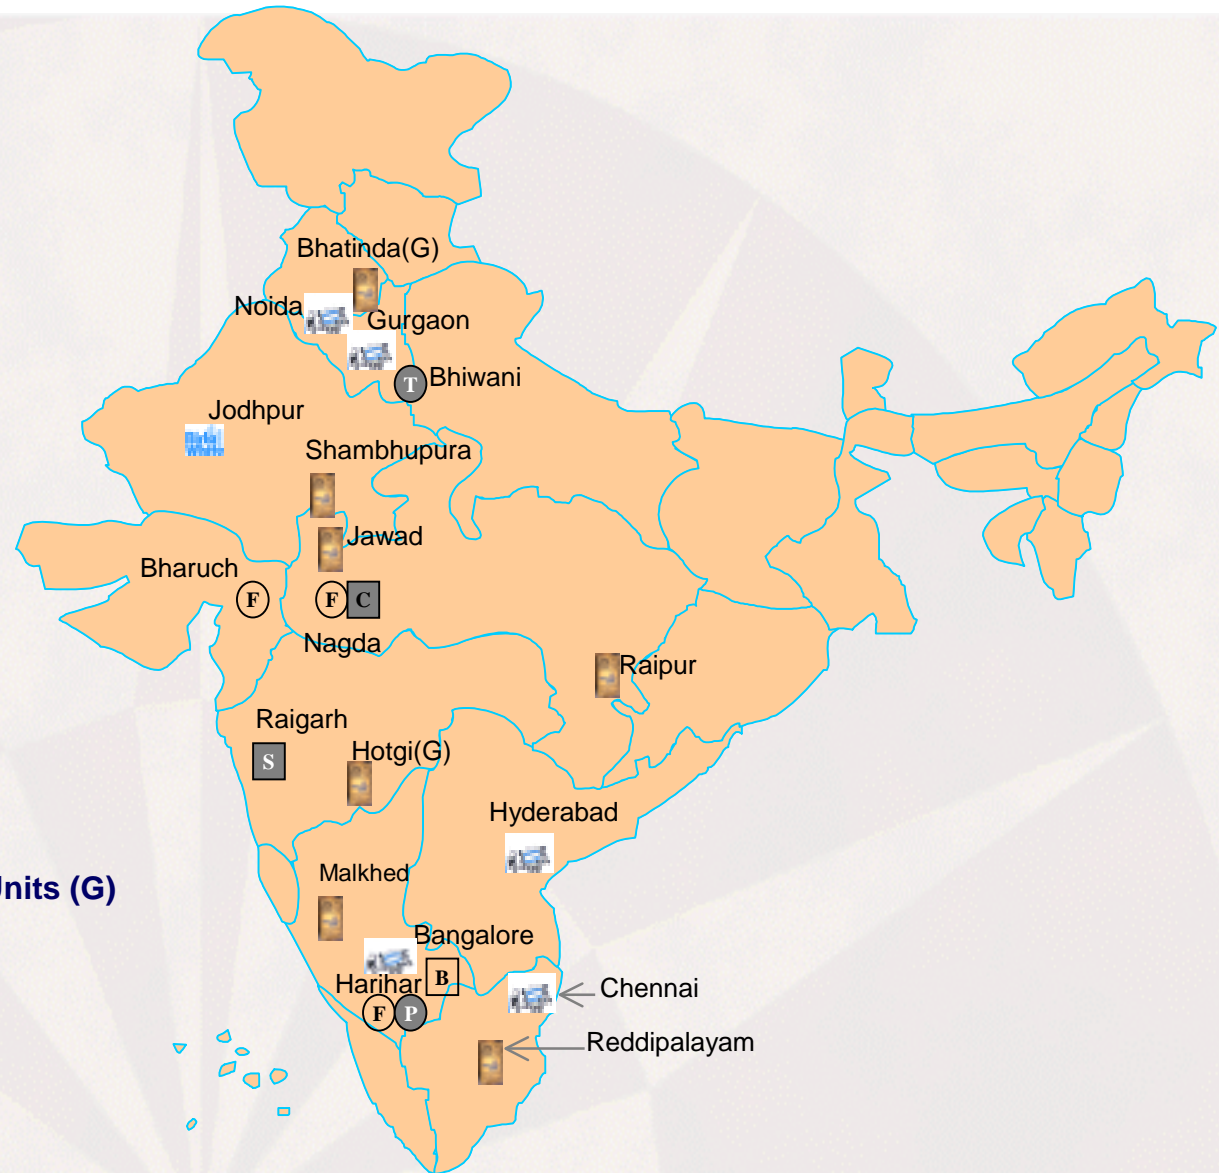 Bhatinda(G)
Noida
Gurgaon
T Bhiwani
Jodhpur
Shambhupura
Jawad
Bharuch
F
F C
Nagda
Raipur
Raigarh
S
Hotgi(G)
Hyderabad
Malkhed
Units (G)
Bangalore
Harihar
B
Chennai
F P
Reddipalayam